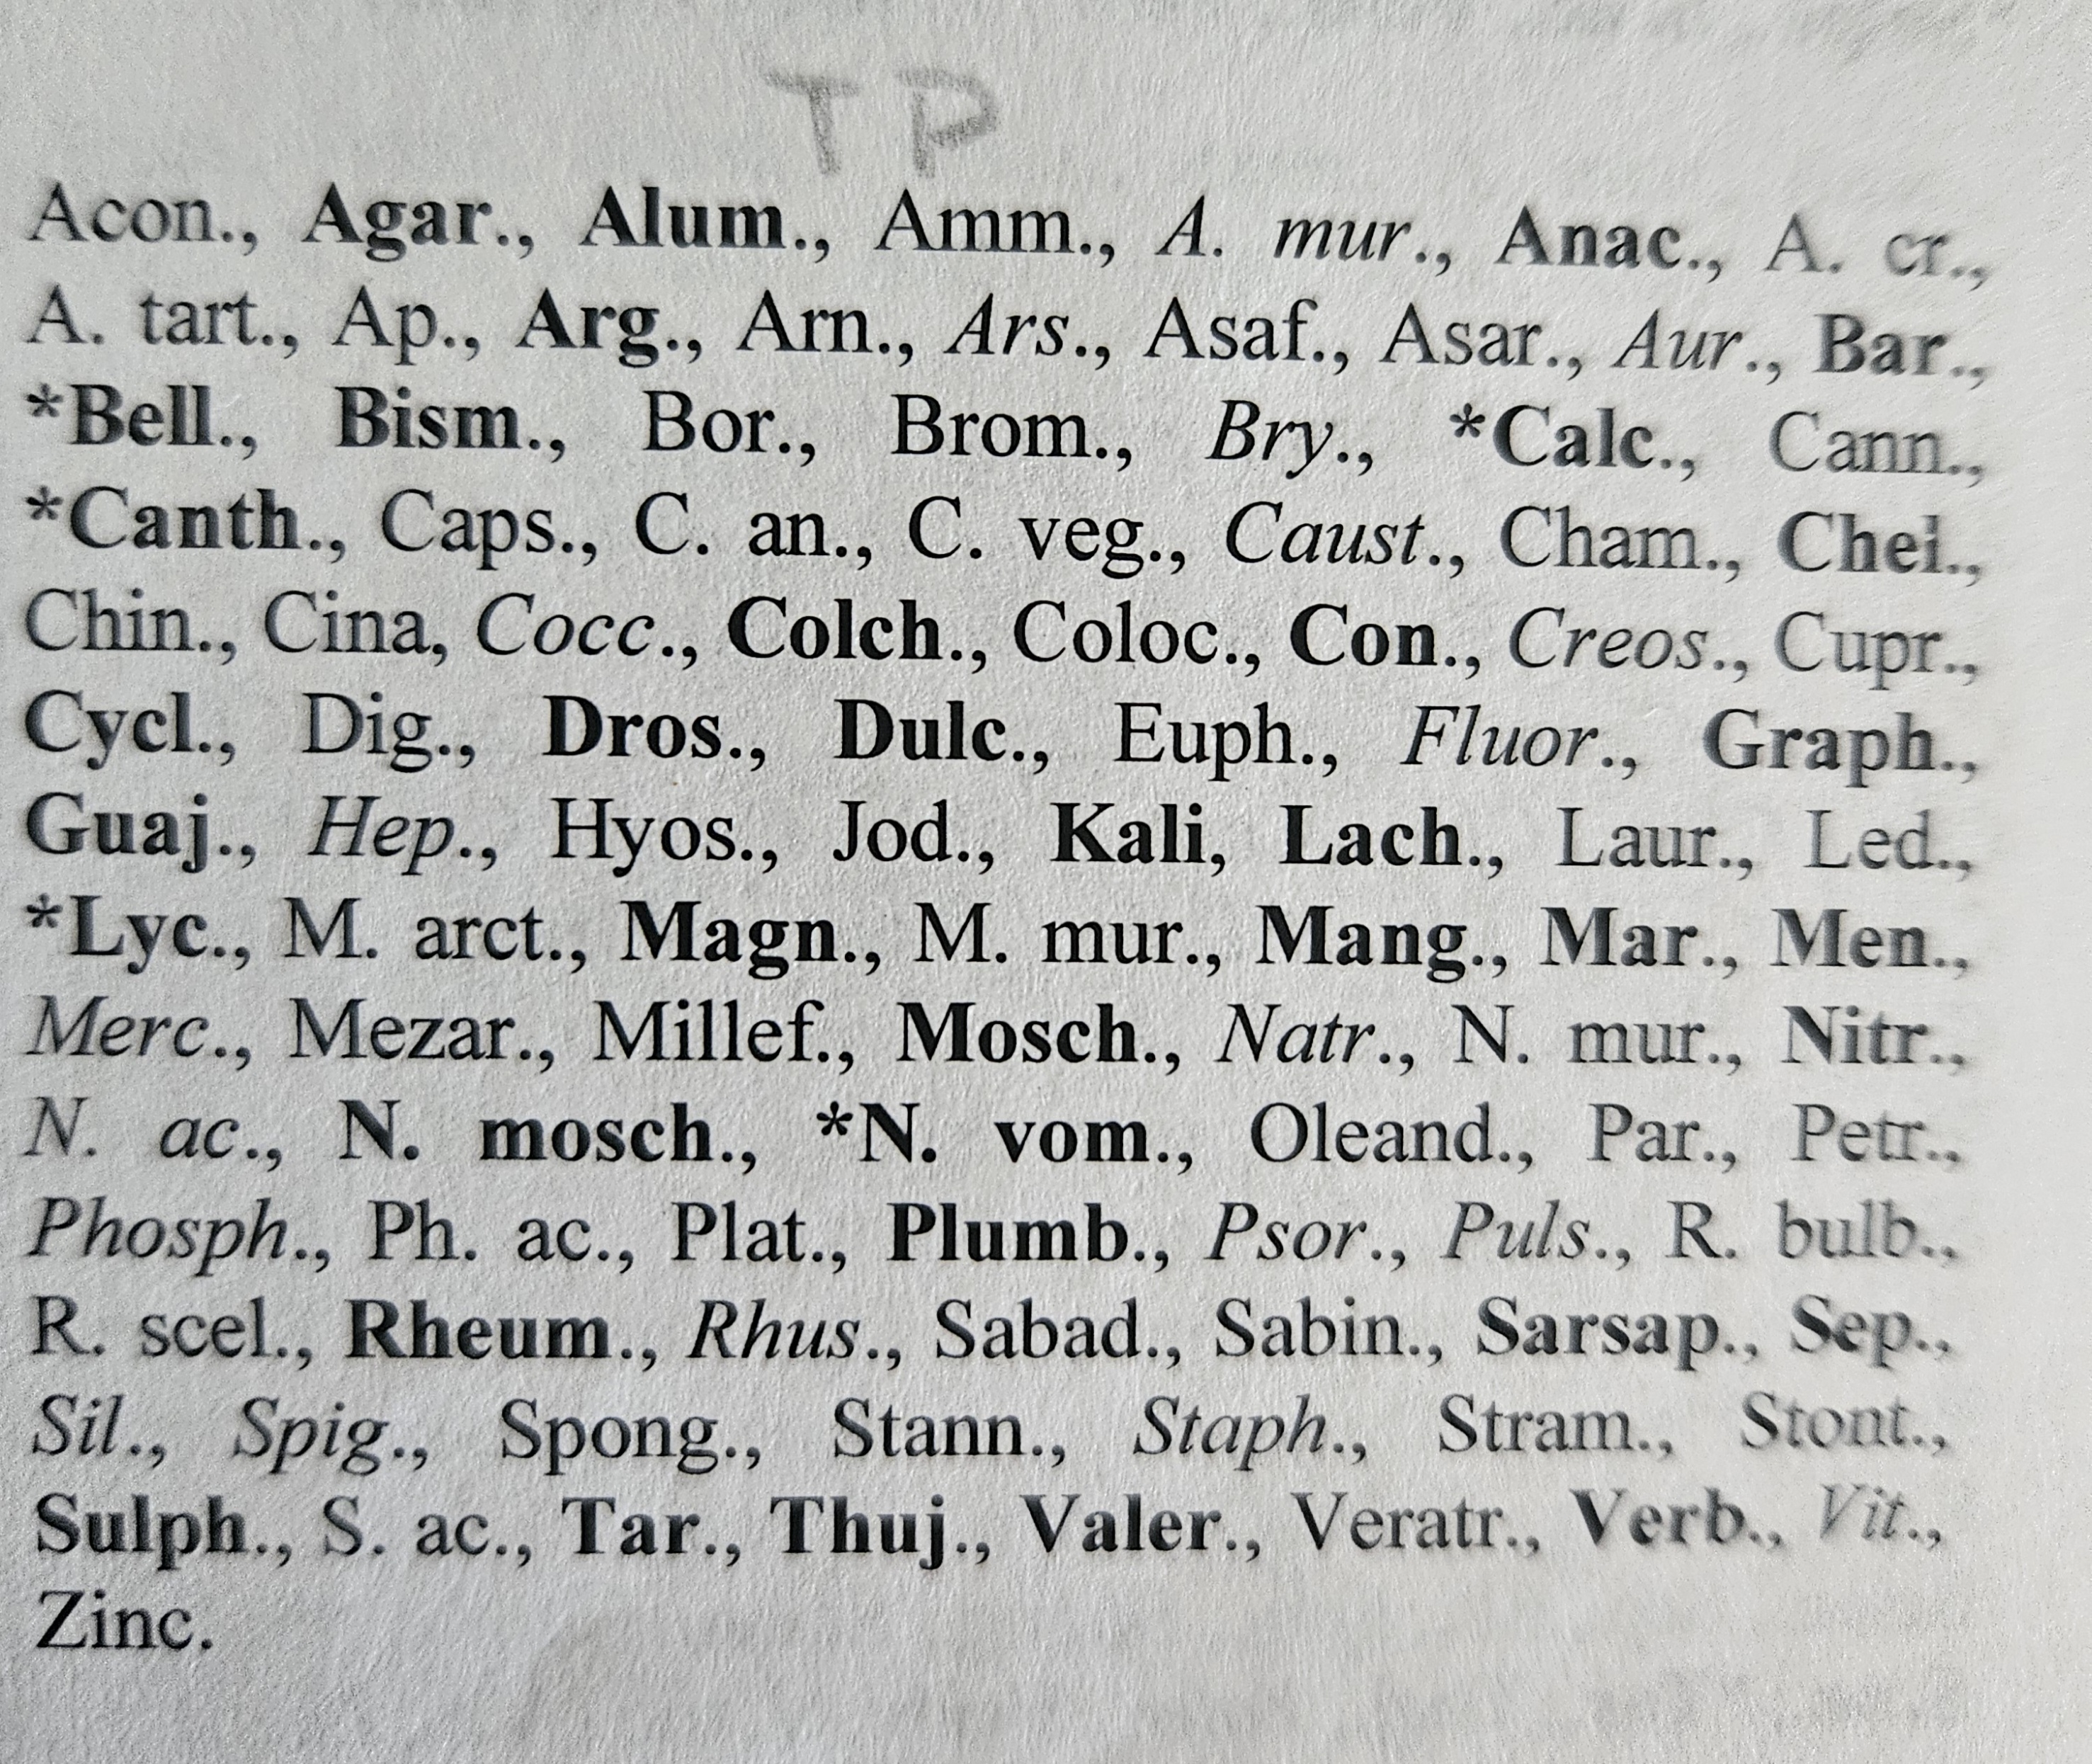 TP
Acon., Agar., Alum., Amm., A. mur., Anac., A. cr.,
A. tart., Ap., Arg., Arn., Ars., Asaf., Asar., Aur., Bar.,
*Bell., Bism., Bor., Brom., Bry., *Calc., Cann.,
*Canth., Caps., C. an., C. veg., Caust., Cham., Chei.,
Chin., Cina, Cocc., Colch., Coloc., Con., Creos., Cupr.,
Cycl., Dig., Dros., Dulc., Euph., Fluor., Graph.,
Guaj., Hep., Hyos., Jod., Kali, Lach., Laur., Led.,
*Lyc., M. arct., Magn., M. mur., Mang., Mar., Men.,
Merc., Mezar., Millef., Mosch., Natr., N. mur., Nitr.,
N. ac., N. mosch., *N. vom., Oleand., Par., Petr.,
Phosph., Ph. ac., Plat., Plumb., Psor., Puls., R. bulb.,
R. scel., Rheum., Rhus., Sabad., Sabin., Sarsap., Sep.,
Sil., Spig., Spong., Stann., Staph., Stram., Stont.,
Sulph., S. ac., Tar., Thuj., Valer., Veratr., Verb., Vit.,
Zinc.